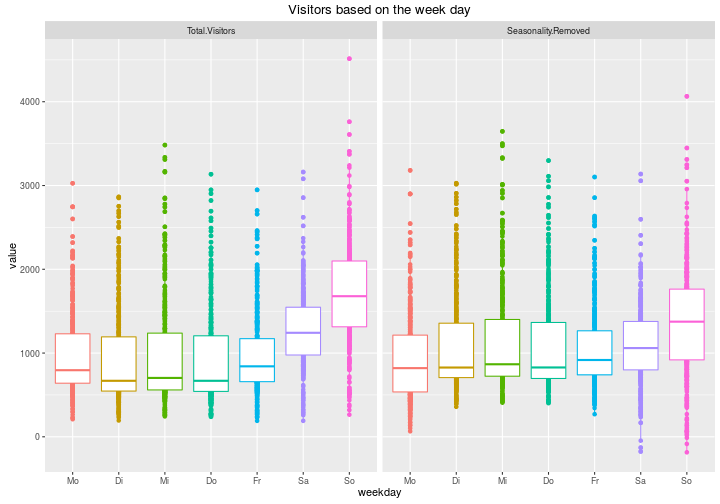 Visitors based on the week day
Total.Visitors
Seasonality.Removed
value
4000
3000
2000
1000
0
Mo Di Mi Do Fr Sa So
Mo Di Mi Do Fr Sa So
weekday